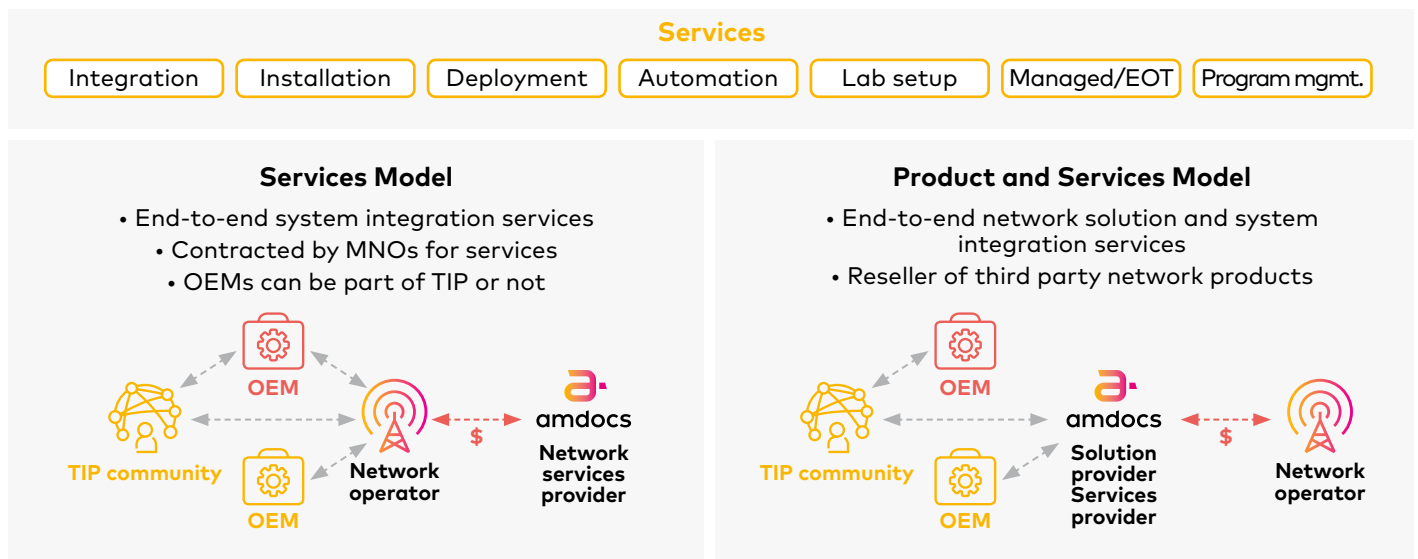 Services
Integration
Installation
Deployment
Automation
Lab setup
Managed/EOT
Program mgmt.
Services Model
• End-to-end system integration services
• Contracted by MNOs for services
• OEMs can be part of TIP or not
OEM
TIP community
OEM
Network
operator
$
amdocs
Network
services
provider
Product and Services Model
• End-to-end network solution and system
integration services
• Reseller of third party network products
OEM
TIP community
OEM
amdocs
Solution
provider
Services
provider
$
Network
operator